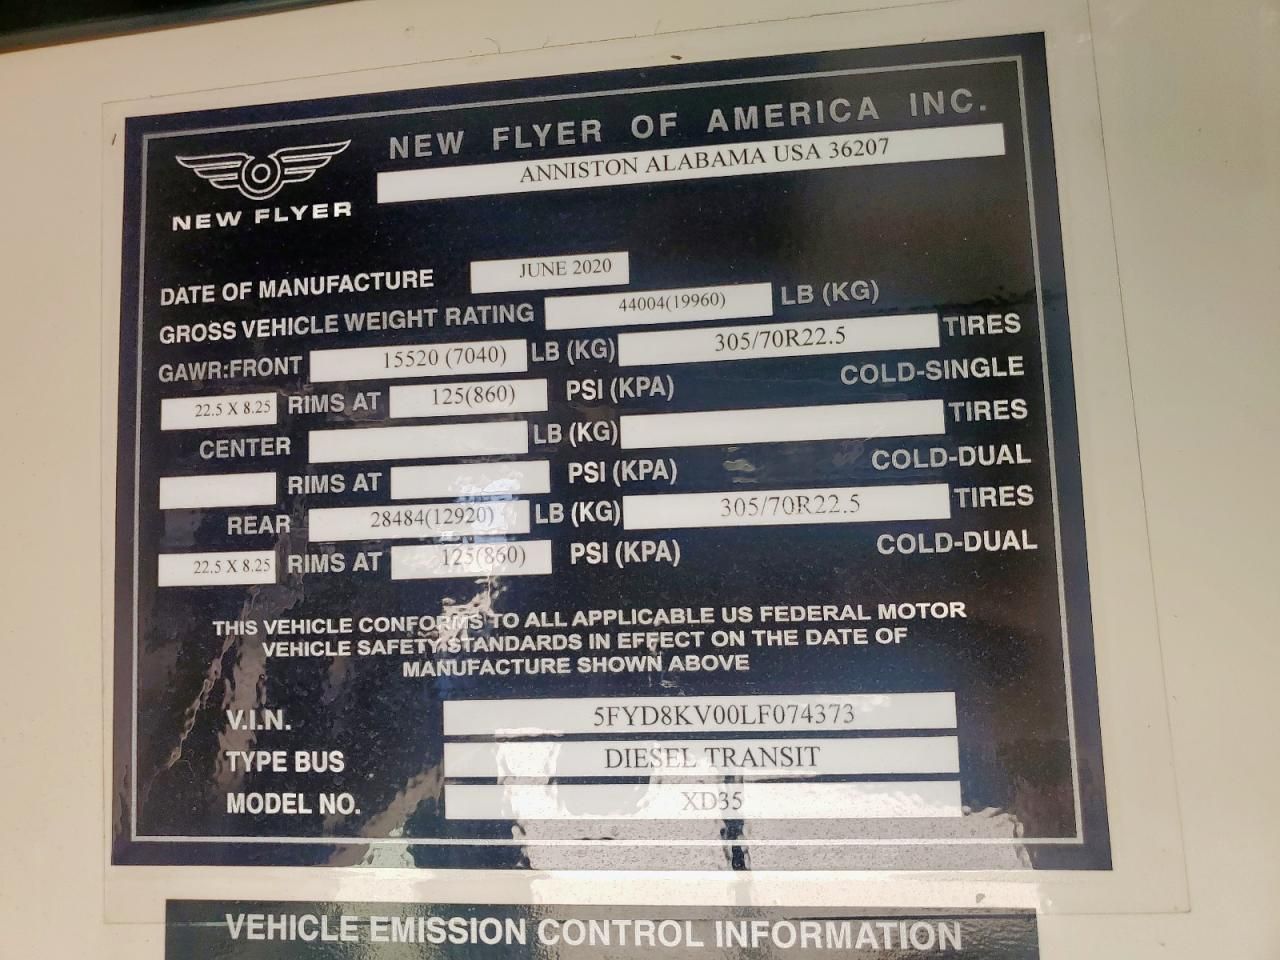 NEW FLYER OF AMERICA INC.
ANNISTON ALABAMA USA 36207
NEW FLYER
DATE OF MANUFACTURE JUNE 2020
GROSS VEHICLE WEIGHT RATING 44004(19960) LB (KG)
GAWR:FRONT 15520 (7040) LB (KG) 305/70R22.5 TIRES
22.5 X 8.25 RIMS AT 125(860) PSI (KPA) COLD-SINGLE
CENTER LB (KG) TIRES
RIMS AT PSI (KPA) COLD-DUAL
REAR 28484(12920) LB (KG) 305/70R22.5 TIRES
22.5 X 8.25 RIMS AT 125(860) PSI (KPA) COLD-DUAL
THIS VEHICLE CONFORMS TO ALL APPLICABLE US FEDERAL MOTOR
VEHICLE SAFETY STANDARDS IN EFFECT ON THE DATE OF
MANUFACTURE SHOWN ABOVE
V.I.N. 5FYD8KV00LF074373
TYPE BUS DIESEL TRANSIT
MODEL NO. XD35
VEHICLE EMISSION CONTROL INFORMATION